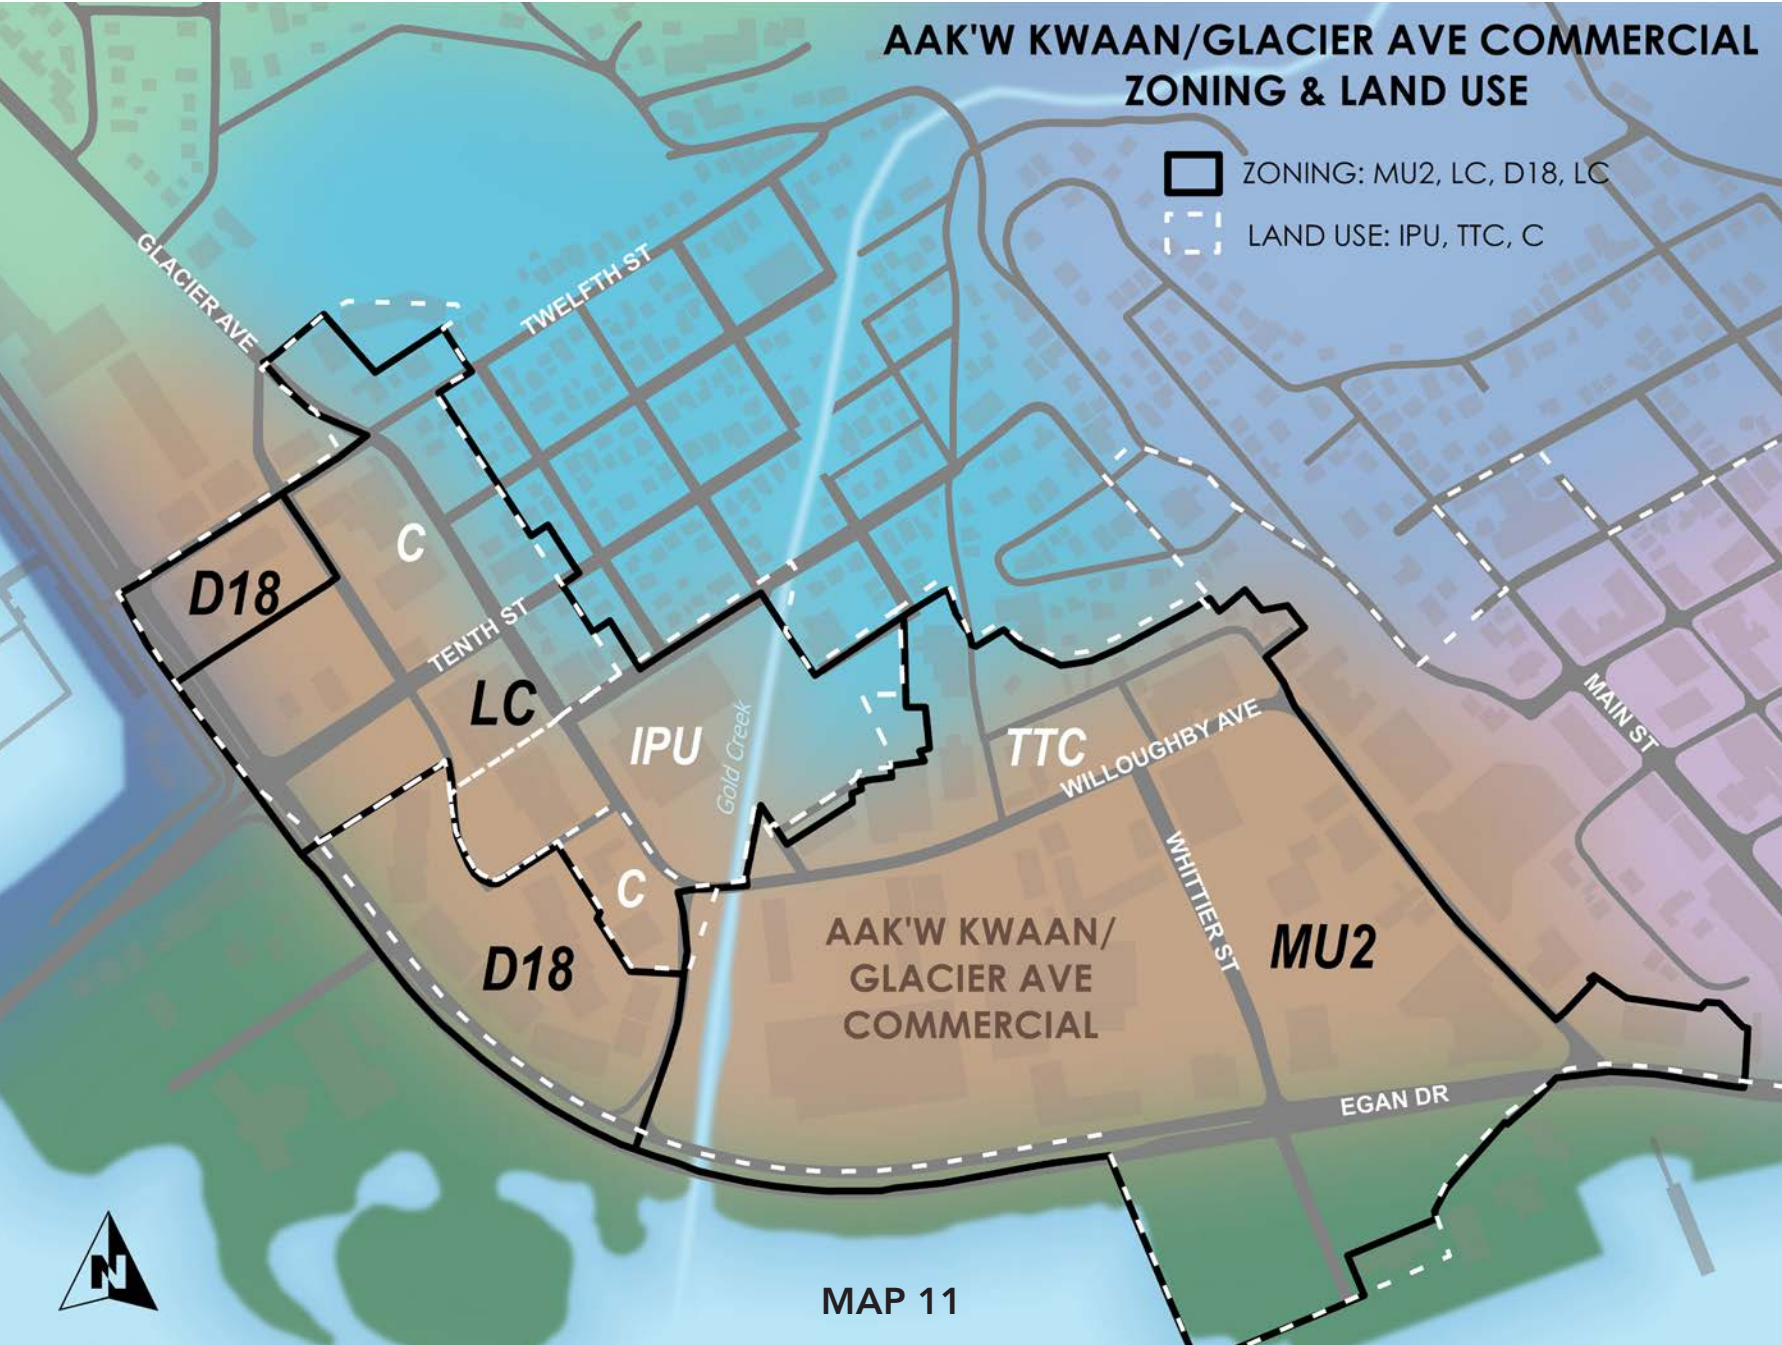 AAK'W KWAAN/GLACIER AVE COMMERCIAL
ZONING & LAND USE
ZONING: MU2, LC, D18, LC
LAND USE: IPU, TTC, C
GLACIER AVE
TWELFTH ST
C
D18
TENTH ST
LC
IPU
Gold Creek
TTC
WILLOUGHBY AVE
MAIN ST
C
WHITTIER ST
AAK'W KWAAN/
GLACIER AVE
COMMERCIAL
MU2
D18
EGAN DR
N
MAP 11